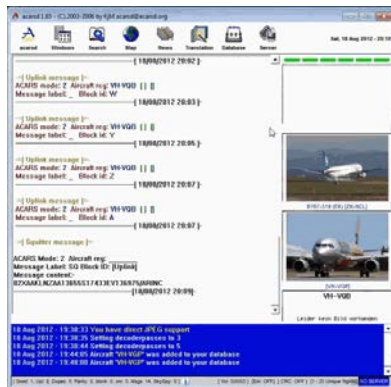 acarsd 1.65 - (C) 2003-2006 by
acarsd Windows Search Map News Translation Database Server
Sat, 18 Aug 2012 - 20:10
[ 18/08/2012 20:02 ]
~[ Uplink message ]~
ACARS mode: 2 Aircraft reg: VH-VQD
Message label: _ Block id: W
[ 18/08/2012 20:03 ]
~[ Uplink message ]~
ACARS mode: 2 Aircraft reg: VH-VQD
Message label: _ Block id: Y
[ 18/08/2012 20:05 ]
~[ Uplink message ]~
ACARS mode: 2 Aircraft reg: VH-VQD
Message label: _ Block id: Z
[ 18/08/2012 20:07 ]
~[ Uplink message ]~
ACARS mode: 2 Aircraft reg: VH-VQD
Message label: _ Block id: A
[ 18/08/2012 20:07 ]
~[ Squitter message ]~
ACARS mode: 2 Aircraft reg:
Message Label: SQ Block ID: [Uplink]
Message content:-
[18/08/2012 20:09]
VH-VQD
Leider kein Bild vorhanden
18 Aug 2012 - 19:38:33 You have direct JPEG support
18 Aug 2012 - 19:38:35 Setting decoderpasses to 3
18 Aug 2012 - 19:38:44 Setting decoderpasses to 5
18 Aug 2012 - 19:44:05 Aircraft 'VH-VGP' was added to your database
18 Aug 2012 - 19:48:00 Aircraft 'VH-VQD' was added to your database
NO SERVER